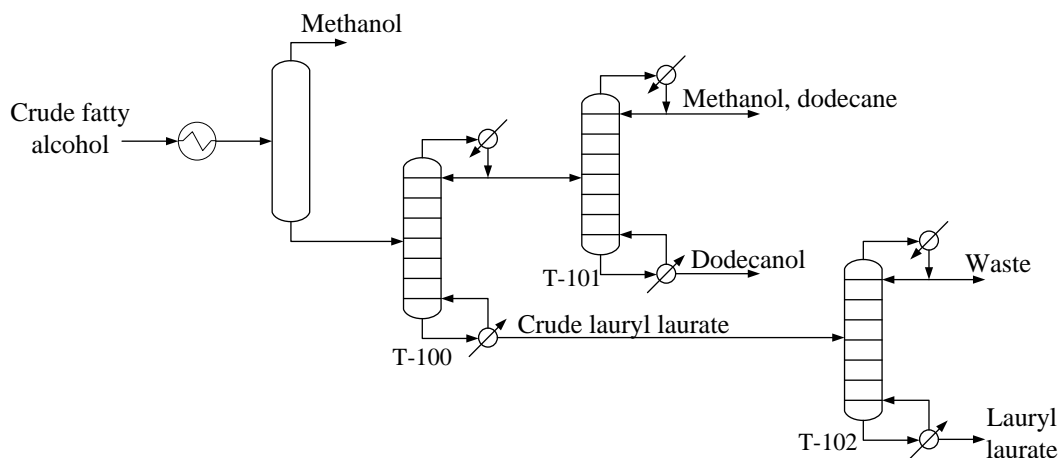 Methanol
Crude fatty
alcohol
Methanol, dodecane
Dodecanol
T-101
Waste
Crude lauryl laurate
T-100
Lauryl
laurate
T-102